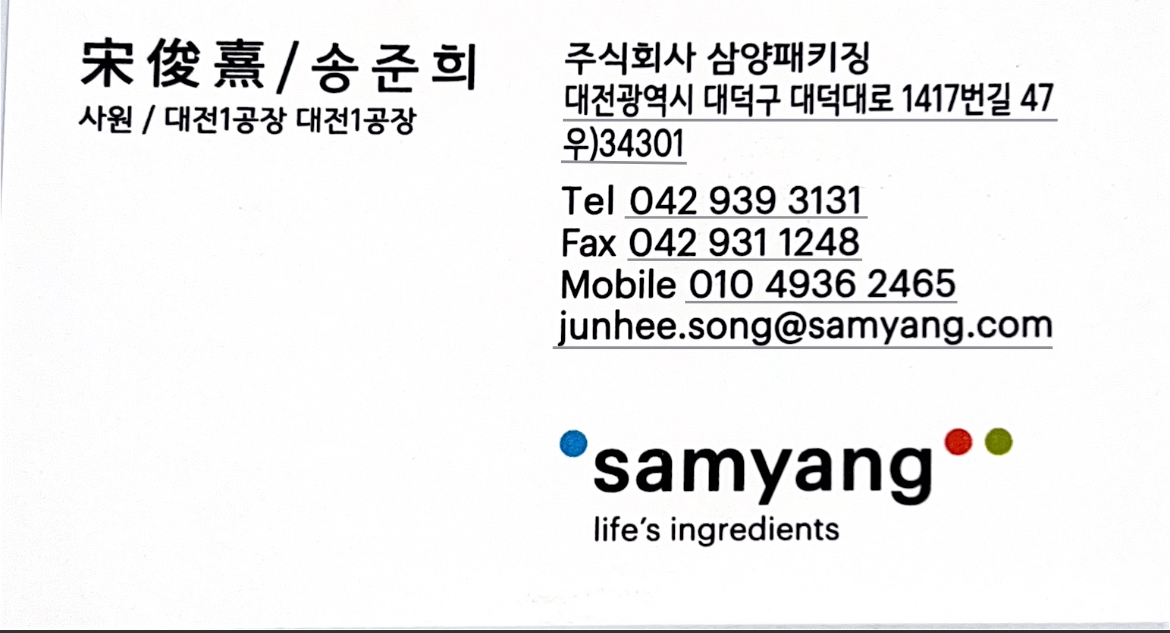 宋俊熹/송준희
사원 / 대전1공장 대전1공장
주식회사 삼양패키징
대전광역시 대덕구 대덕대로 1417번길 47
우)34301
Tel 042 939 3131
Fax 042 931 1248
Mobile 010 4936 2465
junhee.song@samyang.com
samyang
life's ingredients